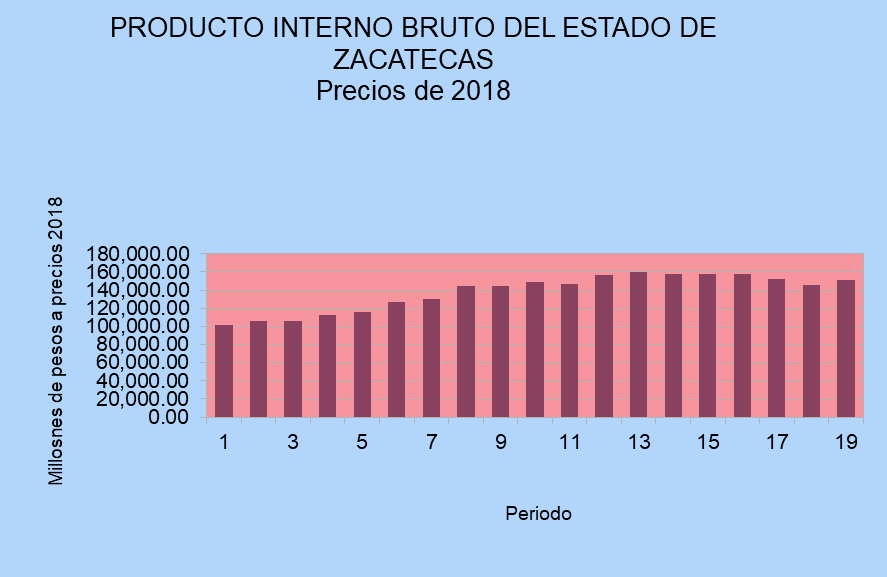 PRODUCTO INTERNO BRUTO DEL ESTADO DE
ZACATECAS
Precios de 2018
Millosnes de pesos a precios 2018
180,000.00
160,000.00
140,000.00
120,000.00
100,000.00
80,000.00
60,000.00
40,000.00
20,000.00
0.00
1 3 5 7 9 11 13 15 17 19
Periodo